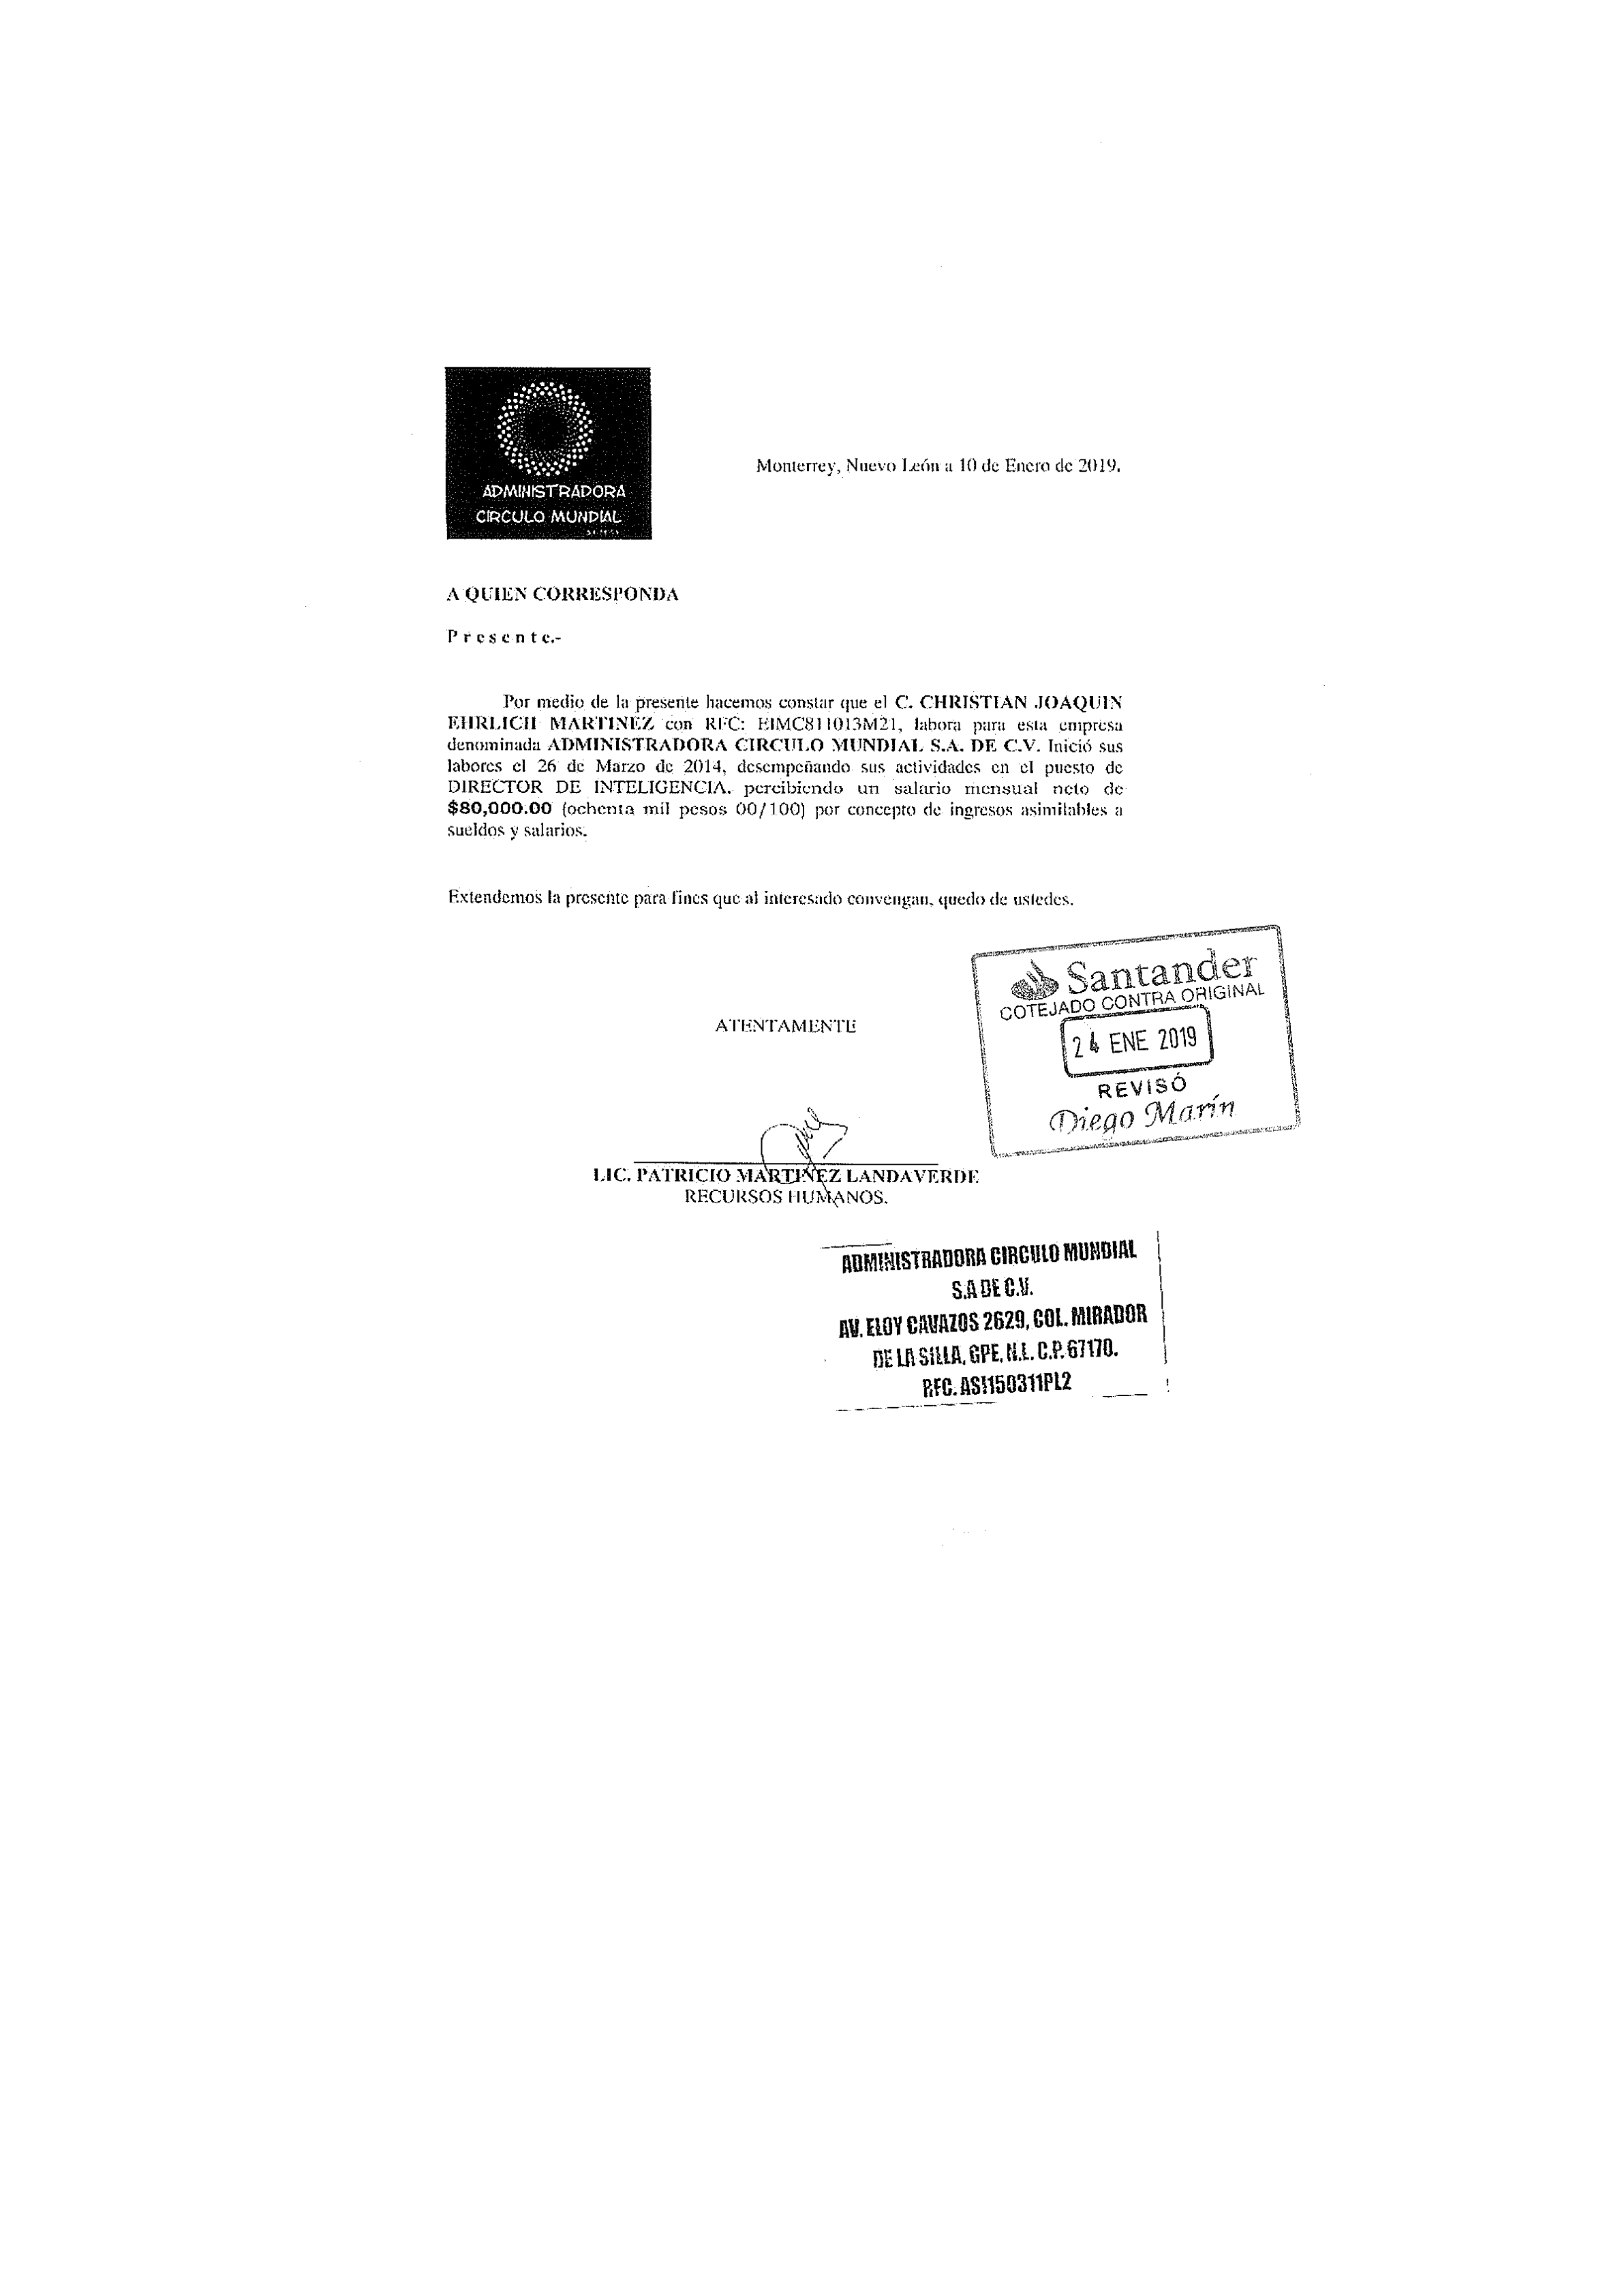 ADMINISTRADORA
CIRCULO MUNDIAL
Monterrey, Nuevo León a 10 de Enero de 2019.
A QUIEN CORRESPONDA
P r e s e n t e.-
Por medio de la presente hacemos constar que el C. CHRISTIAN JOAQUIN
EHRLICH MARTINEZ con RFC: EIMC811013M21, labora para esta empresa
denominada ADMINISTRADORA CIRCULO MUNDIAL S.A. DE C.V. Inició sus
labores el 26 de Marzo de 2014, desempeñando sus actividades en el puesto de
DIRECTOR DE INTELIGENCIA, percibiendo un salario mensual neto de
$80,000.00 (ochenta mil pesos 00/100) por concepto de ingresos asimilables a
sueldos y salarios.
Extendemos la presente para fines que al interesado convengan, quedo de ustedes.
Santander
COTEJADO CONTRA ORIGINAL
24 ENE 2019
REVISÓ
Diego Marín
ATENTAMENTE
LIC. PATRICIO MARTINEZ LANDAVERDE
RECURSOS HUMANOS.
ADMINISTRADORA CIRCULO MUNDIAL
S.A DE C.V.
AV. ELOY CAVAZOS 2629, COL. MIRADOR
DE LA SILLA, GPE. N.L. C.P. 67170.
RFC.